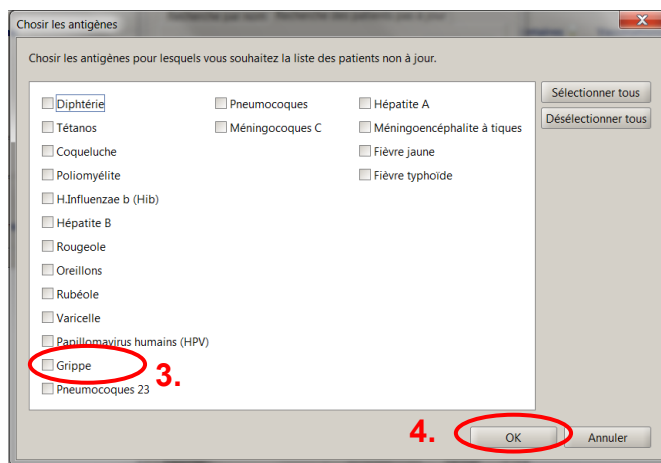 Chosir les antigènes
Chosir les antigènes pour lesquels vous souhaitez la liste des patients non à jour.
Diphtérie
Tétanos
Coqueluche
Poliomyélite
H.Influenzae b (Hib)
Hépatite B
Rougeole
Oreillons
Rubéole
Varicelle
Papillomavirus humains (HPV)
Grippe
3.
Pneumocoques 23
Pneumocoques
Méningocoques C
Hépatite A
Méningoencéphalite à tiques
Fièvre jaune
Fièvre typhoïde
Sélectionner tous
Désélectionner tous
4.
OK
Annuler